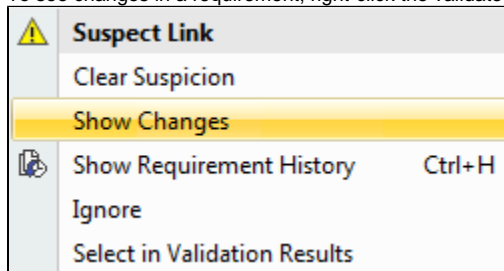 To see changes in a requirement, right-click the validate
Suspect Link
Clear Suspicion
Show Changes
Show Requirement History Ctrl+H
Ignore
Select in Validation Results